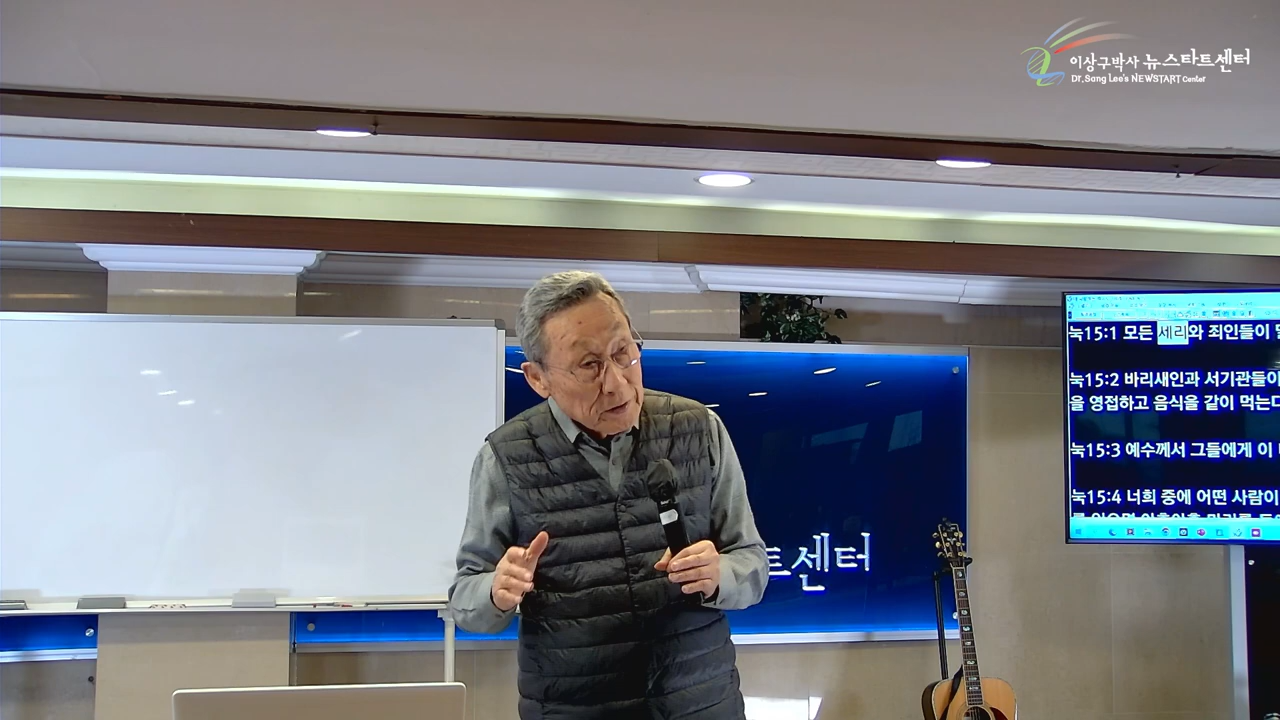 이상구박사 뉴스타트센터
Dr. Sang Lee's NEWSTART Center
눅15:1 모든 세리와 죄인들이
눅15:2 바리새인과 서기관들이
을 영접하고 음식을 같이 먹는다
눅15:3 예수께서 그들에게 이
눅15:4 너희 중에 어떤 사람이
트센터